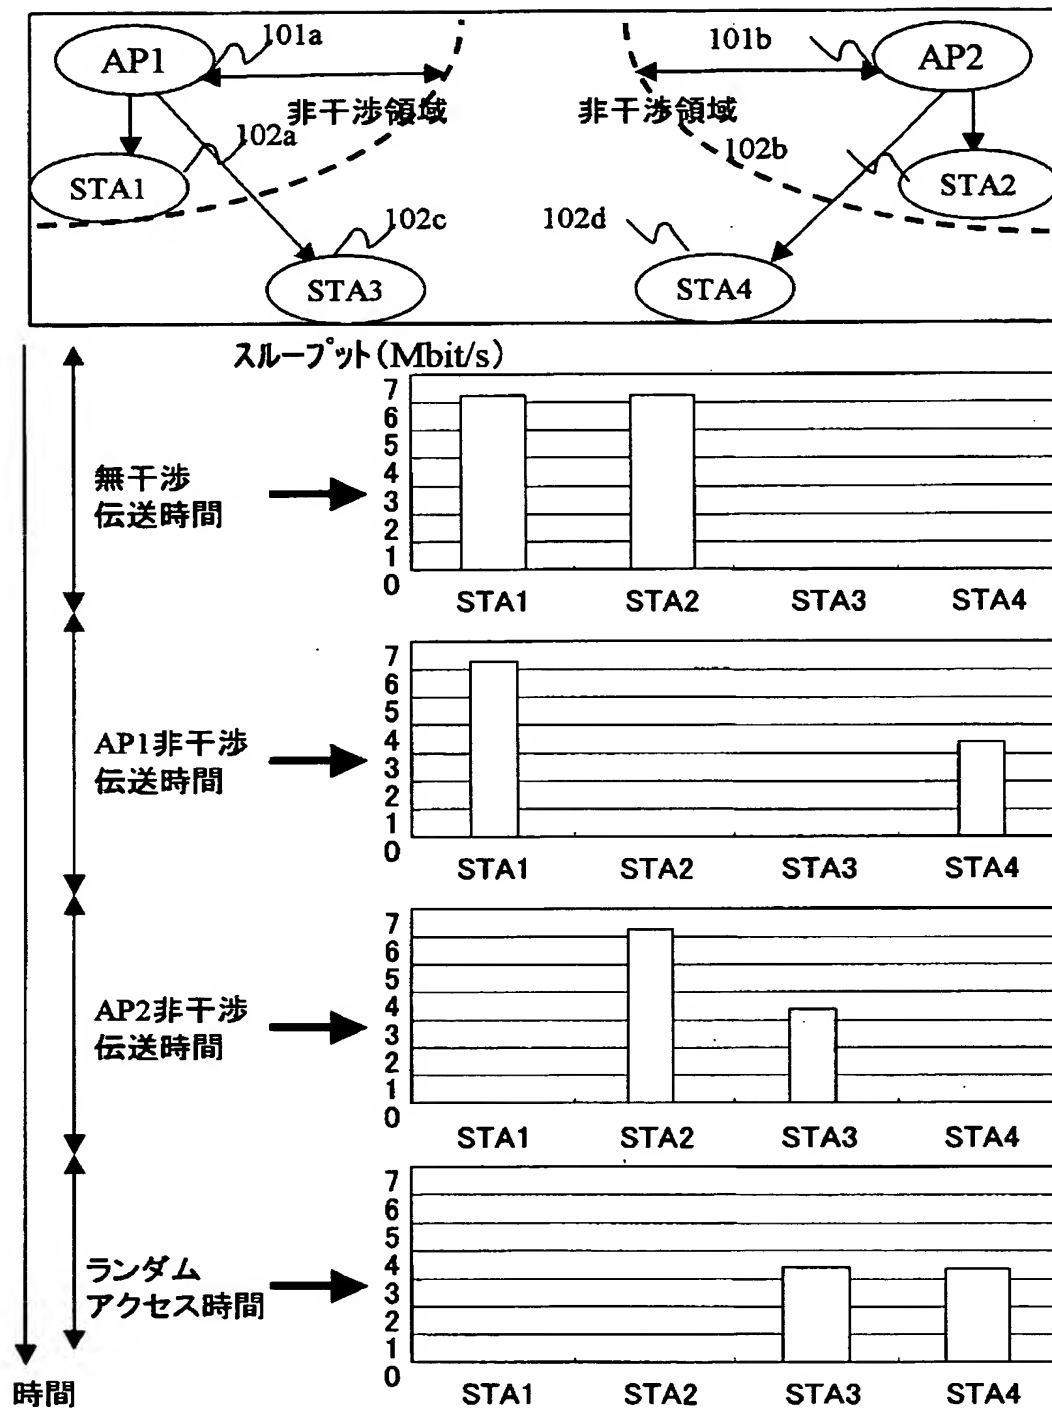 AP1
101a
101b
AP2
非干渉領域
非干渉領域
102a
102b
STA1
STA2
102c
102d
STA3
STA4
スループット(Mbit/s)
7
6
5
4
3
2
1
0
無干渉
伝送時間
STA1 STA2 STA3 STA4
7
6
5
4
3
2
1
0
AP1非干渉
伝送時間
STA1 STA2 STA3 STA4
7
6
5
4
3
2
1
0
AP2非干渉
伝送時間
STA1 STA2 STA3 STA4
7
6
5
4
3
2
1
0
ランダム
アクセス時間
STA1 STA2 STA3 STA4
時間